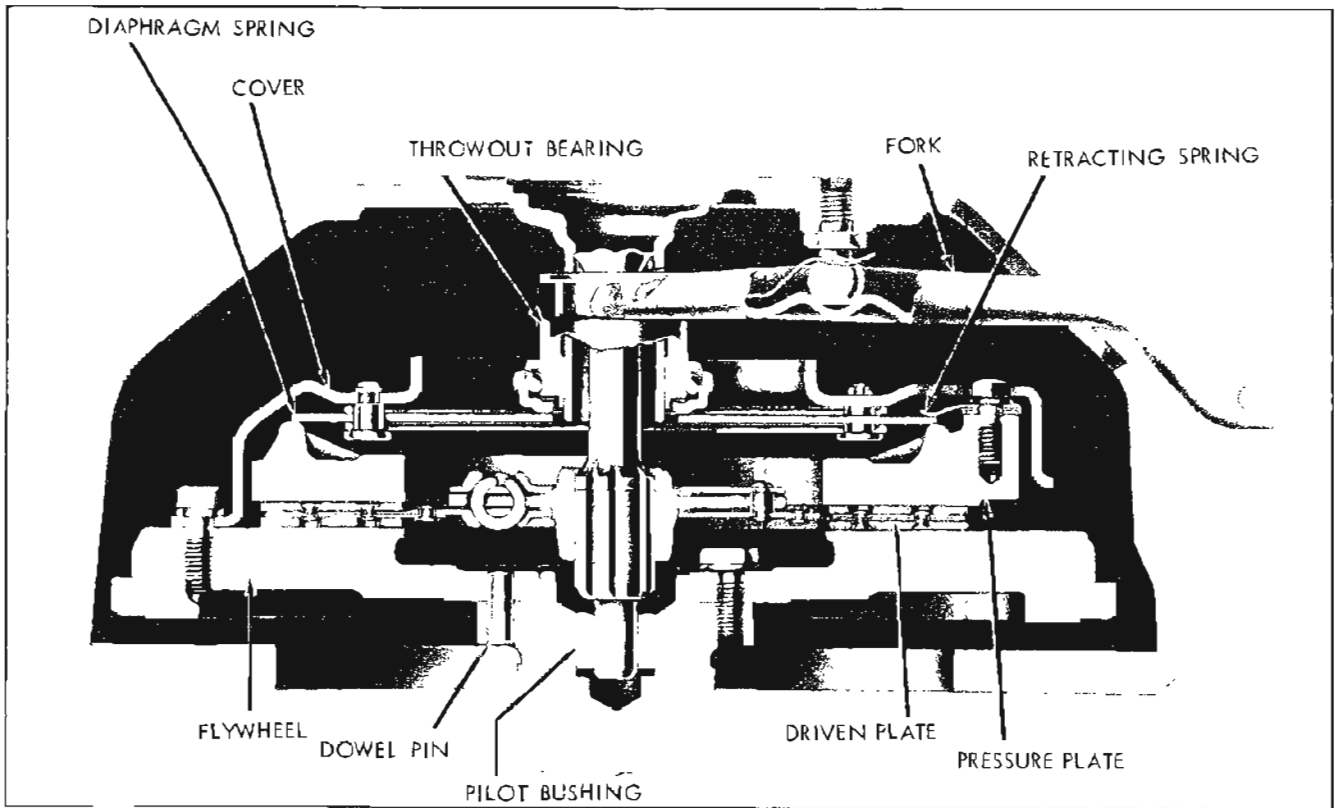 DIAPHRAGM SPRING
COVER
THROWOUT BEARING
FORK
RETRACTING SPRING
FLYWHEEL
DOWEL PIN
PILOT BUSHING
DRIVEN PLATE
PRESSURE PLATE